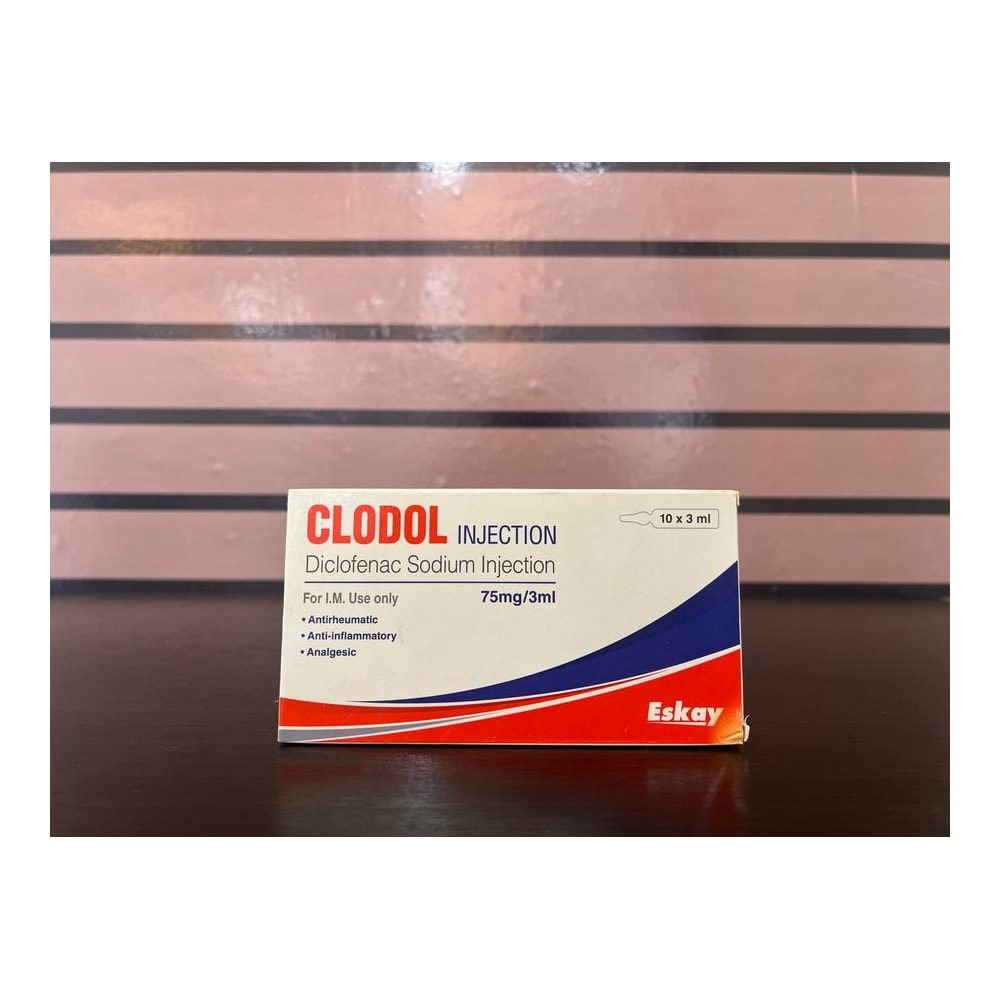 CLODOL INJECTION
10 x 3 ml
Diclofenac Sodium Injection
For I.M. Use only 75mg/3ml
• Antirheumatic
• Anti-inflammatory
• Analgesic
Eskay